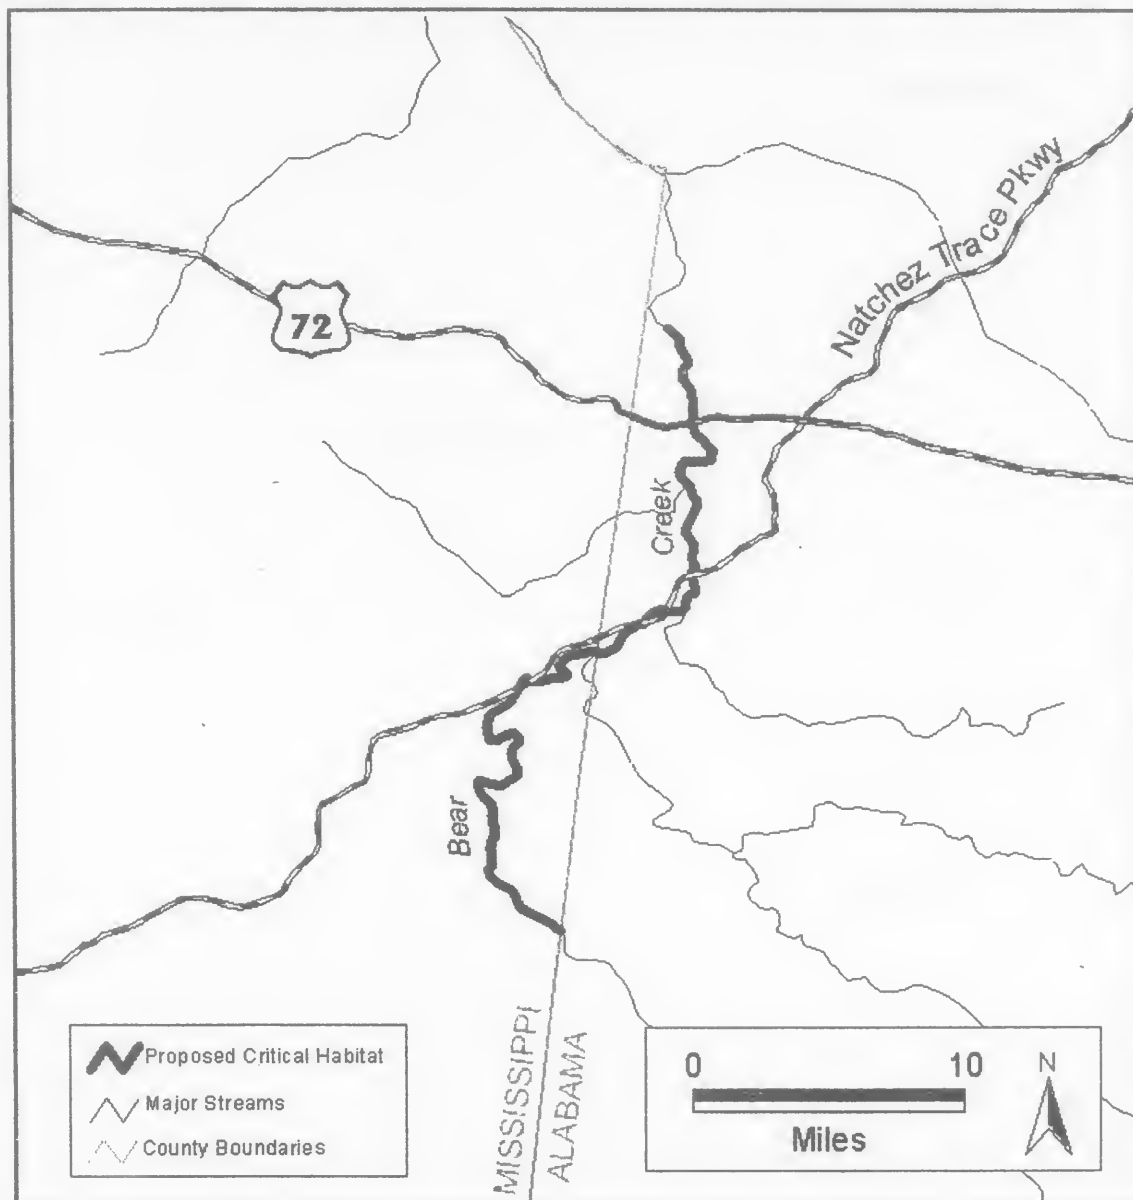 Natchez Trace Pkwy
72
Creek
Bear
MISSISSIPPI
ALABAMA
Proposed Critical Habitat
Major Streams
County Boundaries
0 10
Miles
N